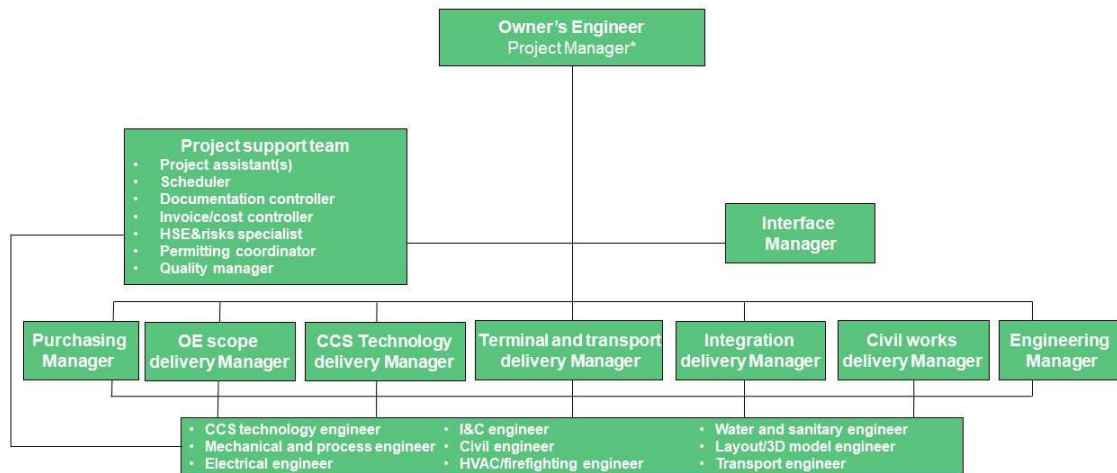 Owner's Engineer
Project Manager*
Project support team
• Project assistant(s)
• Scheduler
• Documentation controller
• Invoice/cost controller
• HSE&risks specialist
• Permitting coordinator
• Quality manager
Interface
Manager
Purchasing
Manager
OE scope
delivery Manager
CCS Technology
delivery Manager
Terminal and transport
delivery Manager
Integration
delivery Manager
Civil works
delivery Manager
Engineering
Manager
• CCS technology engineer
• Mechanical and process engineer
• Electrical engineer
• I&C engineer
• Civil engineer
• HVAC/firefighting engineer
• Water and sanitary engineer
• Layout/3D model engineer
• Transport engineer